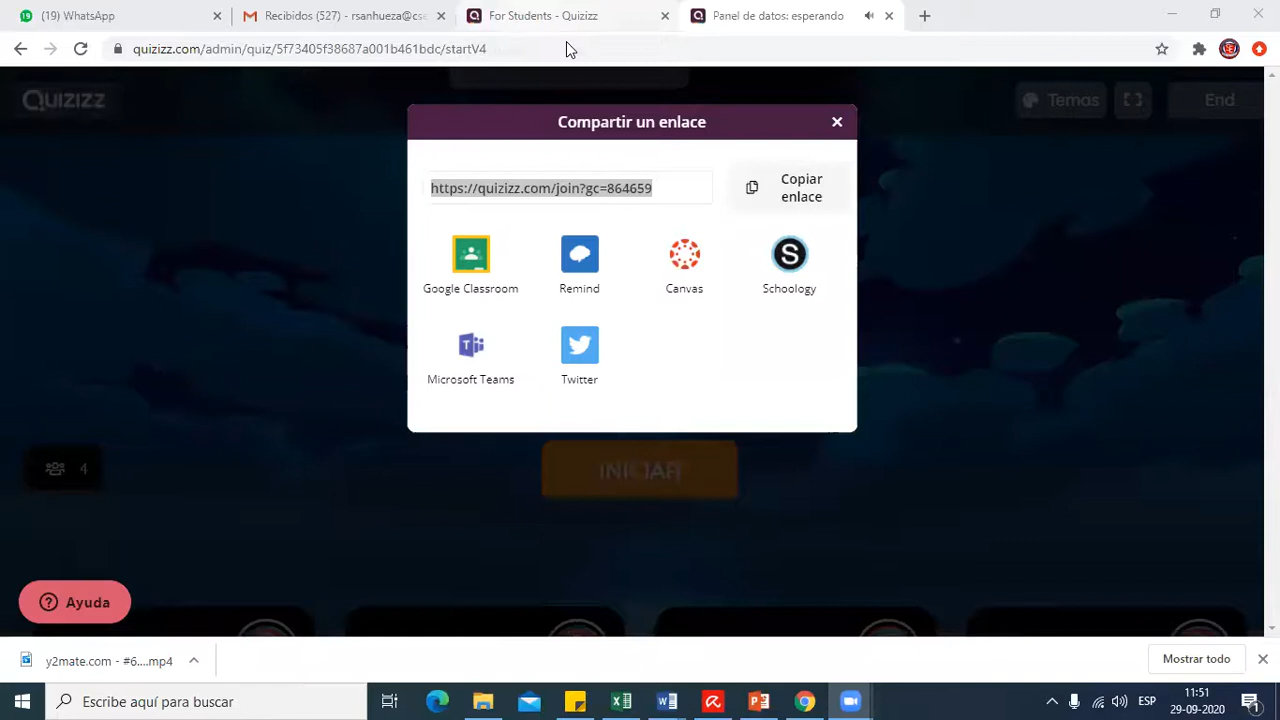 (19) WhatsApp
Recibidos (527) - rsanhueza@cs
For Students - Quizizz
Panel de datos: esperando
quizizz.com/admin/quiz/5f73405f38687a001b461bdc/startV4
Quizizz
Temas
End
Compartir un enlace
https://quizizz.com/join?gc=864659
Copiar
enlace
Google Classroom
Remind
Canvas
Schoology
Microsoft Teams
Twitter
4
INICIAR
Ayuda
y2mate.com - #6....mp4
Mostrar todo
Escribe aquí para buscar
ESP
11:51
29-09-2020